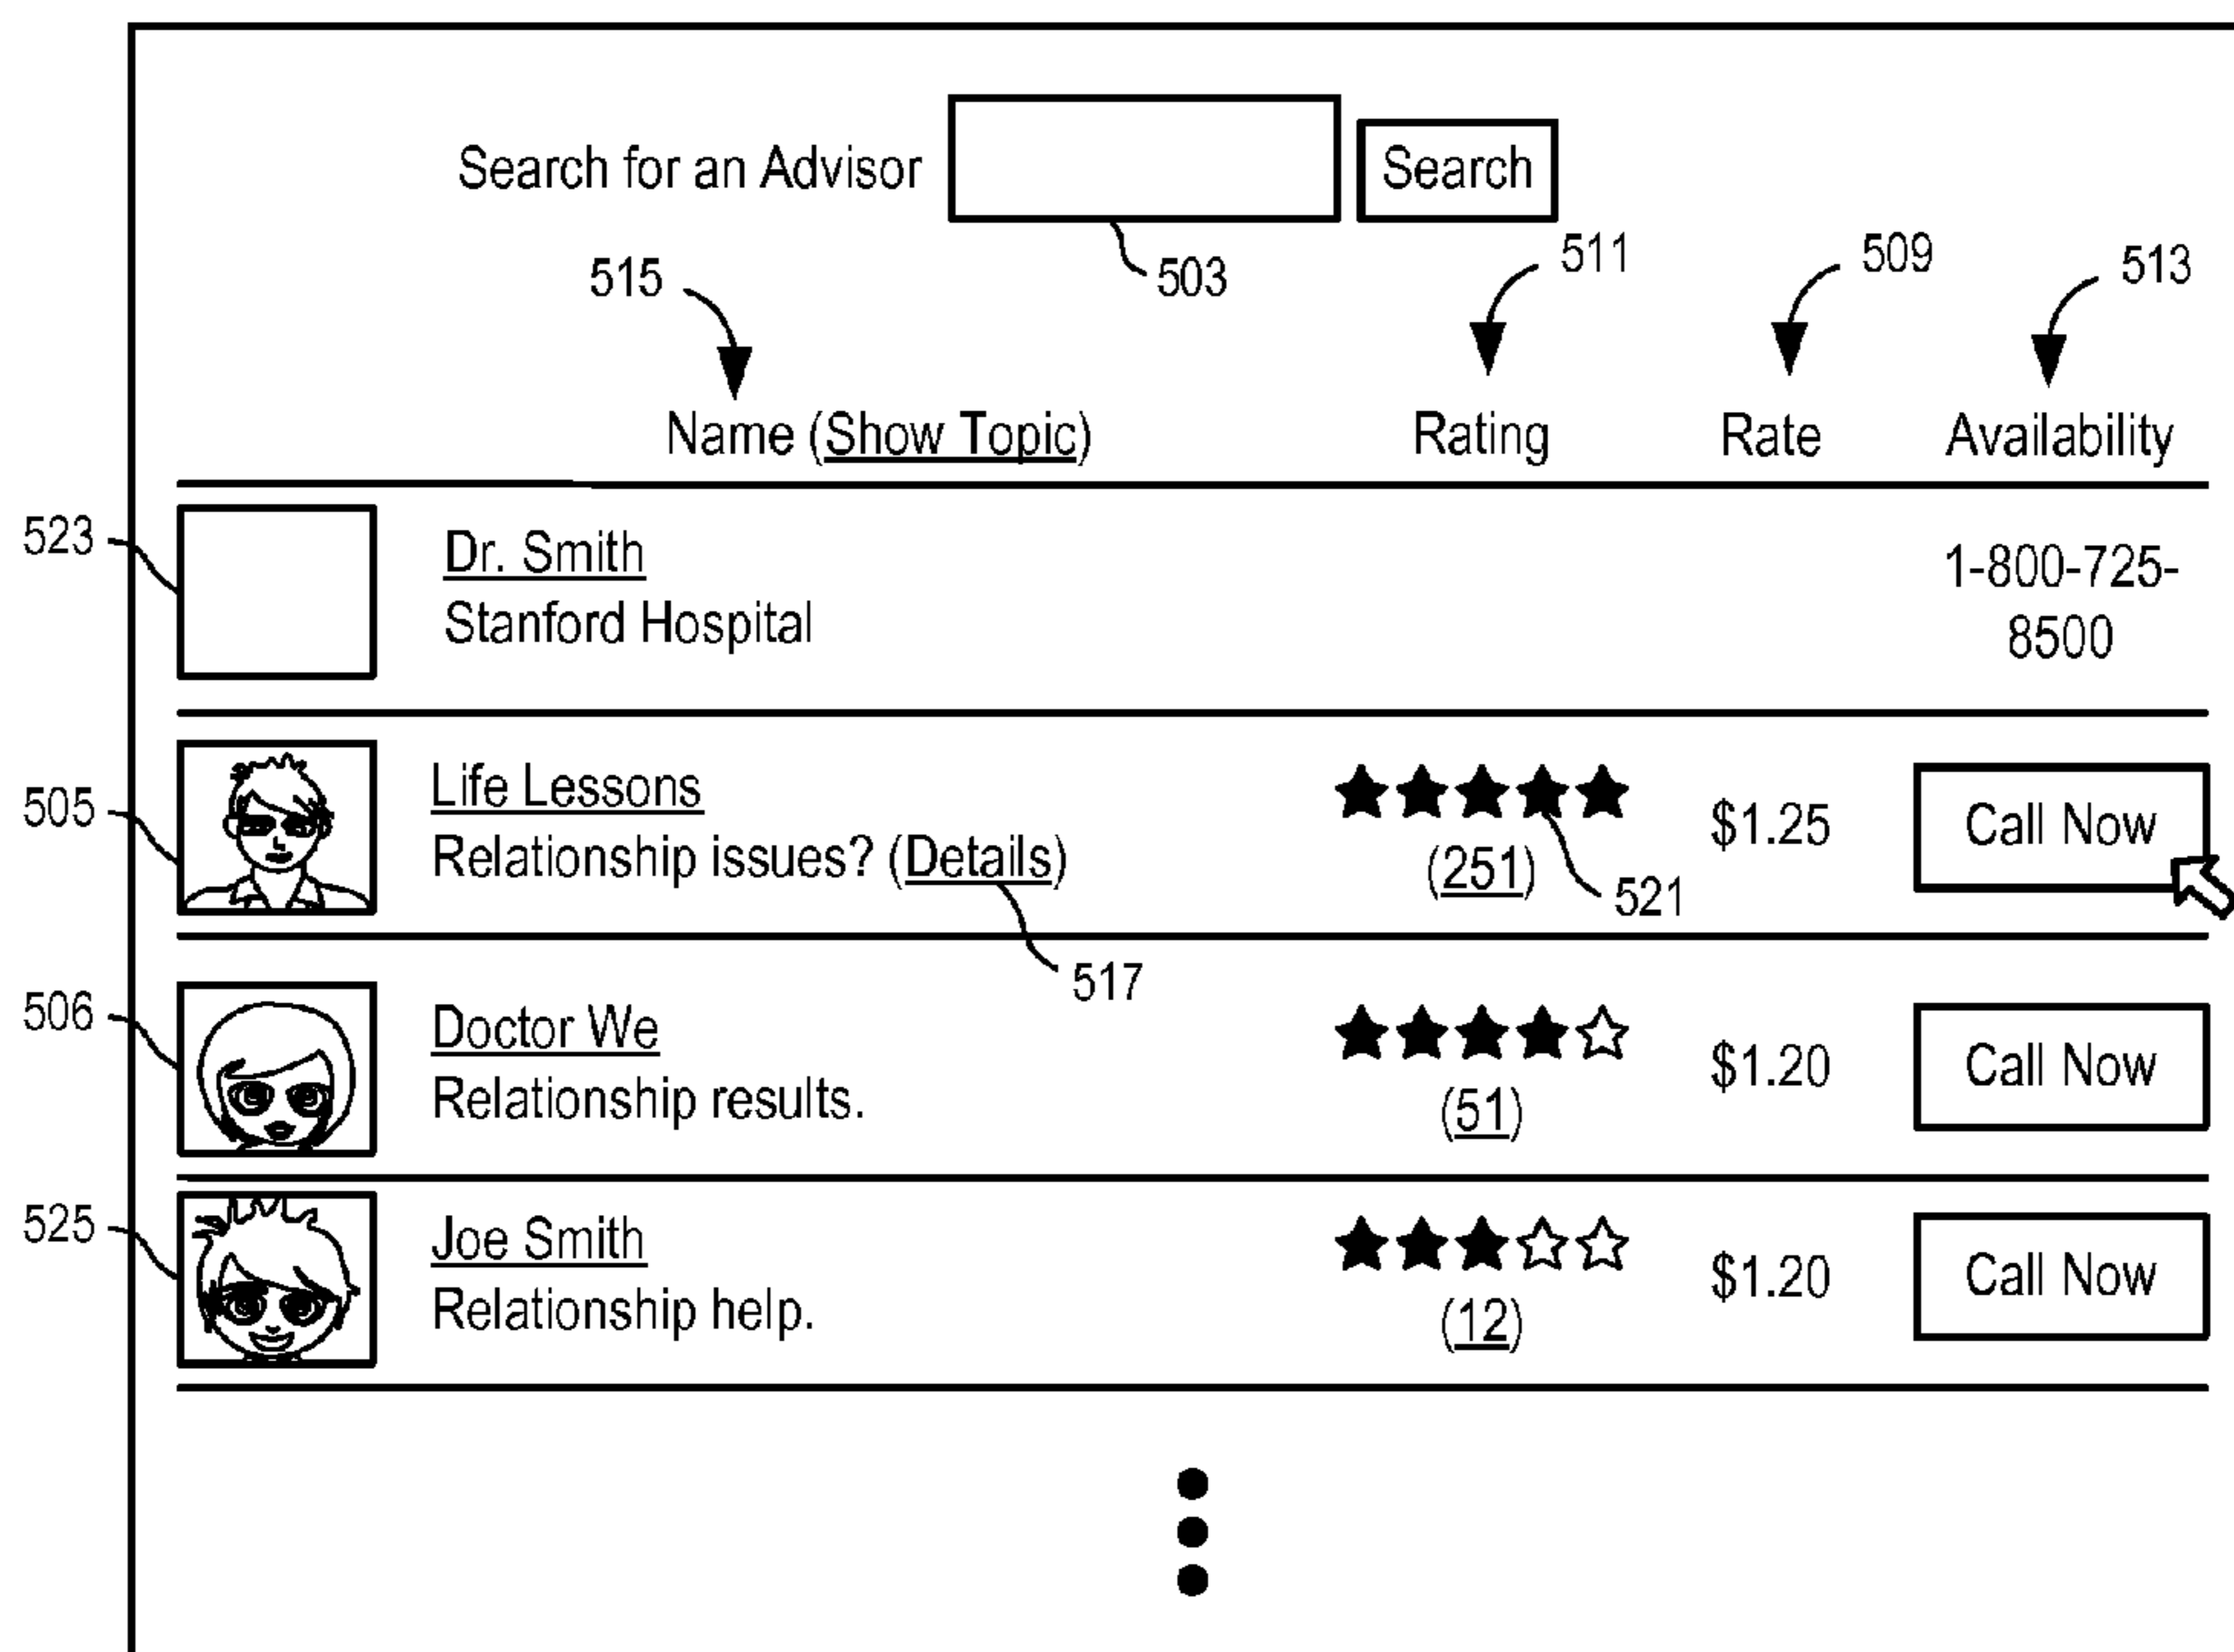 Search for an Advisor Search
515 503 511 509 513
Name (Show Topic) Rating Rate Availability
523
Dr. Smith
Stanford Hospital
1-800-725-
8500
505
Life Lessons
Relationship issues? (Details)
(251)
521
$1.25
Call Now
517
506
Doctor We
Relationship results.
(51)
$1.20
Call Now
525
Joe Smith
Relationship help.
(12)
$1.20
Call Now